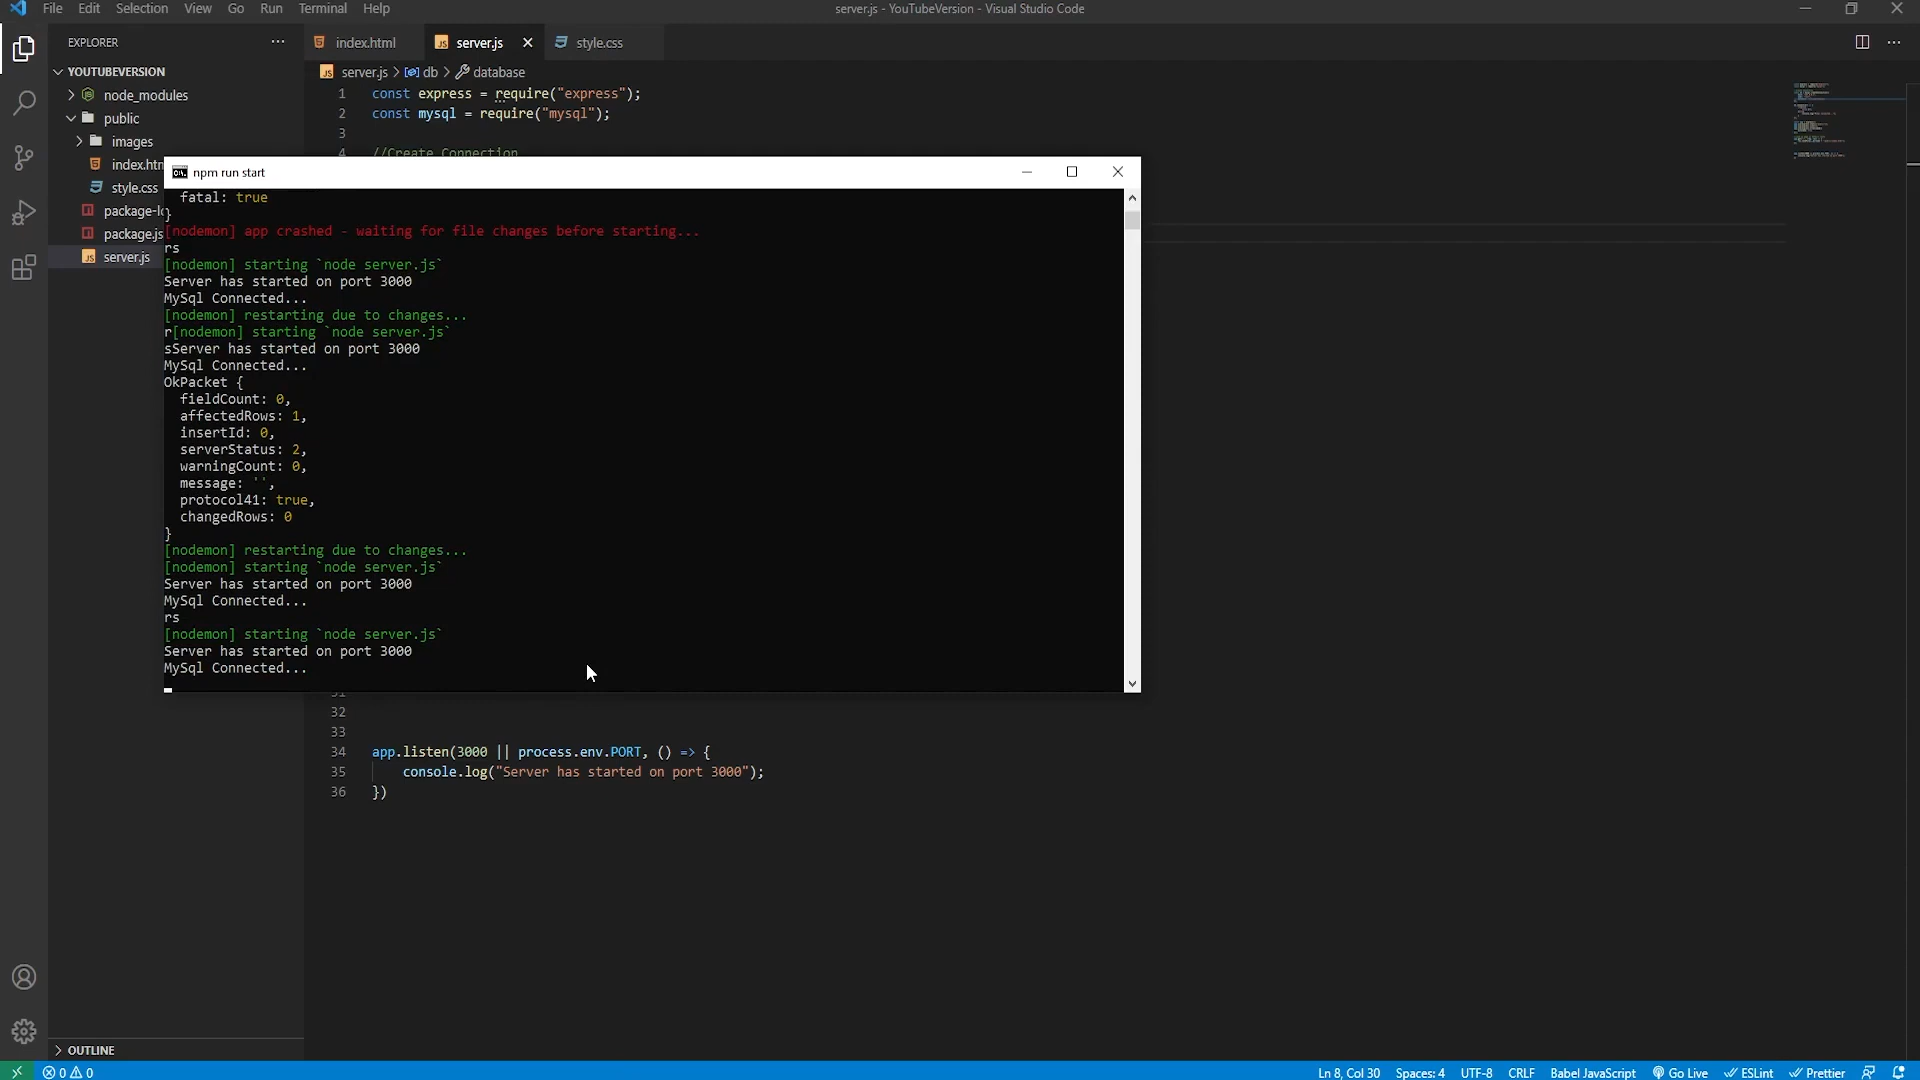 File Edit Selection View Go Run Terminal Help
server.js - YouTubeVersion - Visual Studio Code
EXPLORER
index.html
server.js
style.css
YOUTUBEVERSION
server.js > db > database
node_modules
public
images
index.htm
style.css
package-lo
package.js
server.js
1 const express = require("express");
2 const mysql = require("mysql");
3
4 //Create Connection
npm run start
fatal: true
}
[nodemon] app crashed - waiting for file changes before starting...
rs
[nodemon] starting `node server.js`
Server has started on port 3000
MySql Connected...
[nodemon] restarting due to changes...
r[nodemon] starting `node server.js`
sServer has started on port 3000
MySql Connected...
OkPacket {
fieldCount: 0,
affectedRows: 1,
insertId: 0,
serverStatus: 2,
warningCount: 0,
message: '',
protocol41: true,
changedRows: 0
}
[nodemon] restarting due to changes...
[nodemon] starting `node server.js`
Server has started on port 3000
MySql Connected...
rs
[nodemon] starting `node server.js`
Server has started on port 3000
MySql Connected...
31
32
33
34 app.listen(3000 || process.env.PORT, () => {
35 console.log("Server has started on port 3000");
36 })
OUTLINE
0 0
Ln 8, Col 30 Spaces: 4 UTF-8 CRLF Babel JavaScript Go Live ESLint Prettier